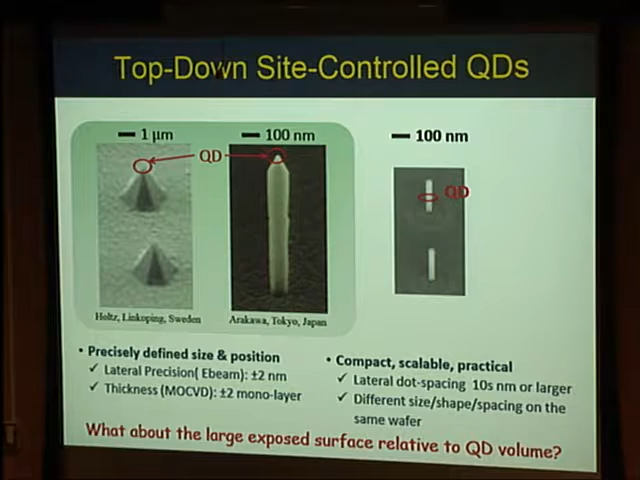 Top-Down Site-Controlled QDs
1 µm
100 nm
100 nm
QD
QD
Holtz, Linkoping, Sweden
Arakawa, Tokyo, Japan
• Precisely defined size & position
✓ Lateral Precision( Ebeam): ±2 nm
✓ Thickness (MOCVD): ±2 mono-layer
• Compact, scalable, practical
✓ Lateral dot-spacing 10s nm or larger
✓ Different size/shape/spacing on the
same wafer
What about the large exposed surface relative to QD volume?